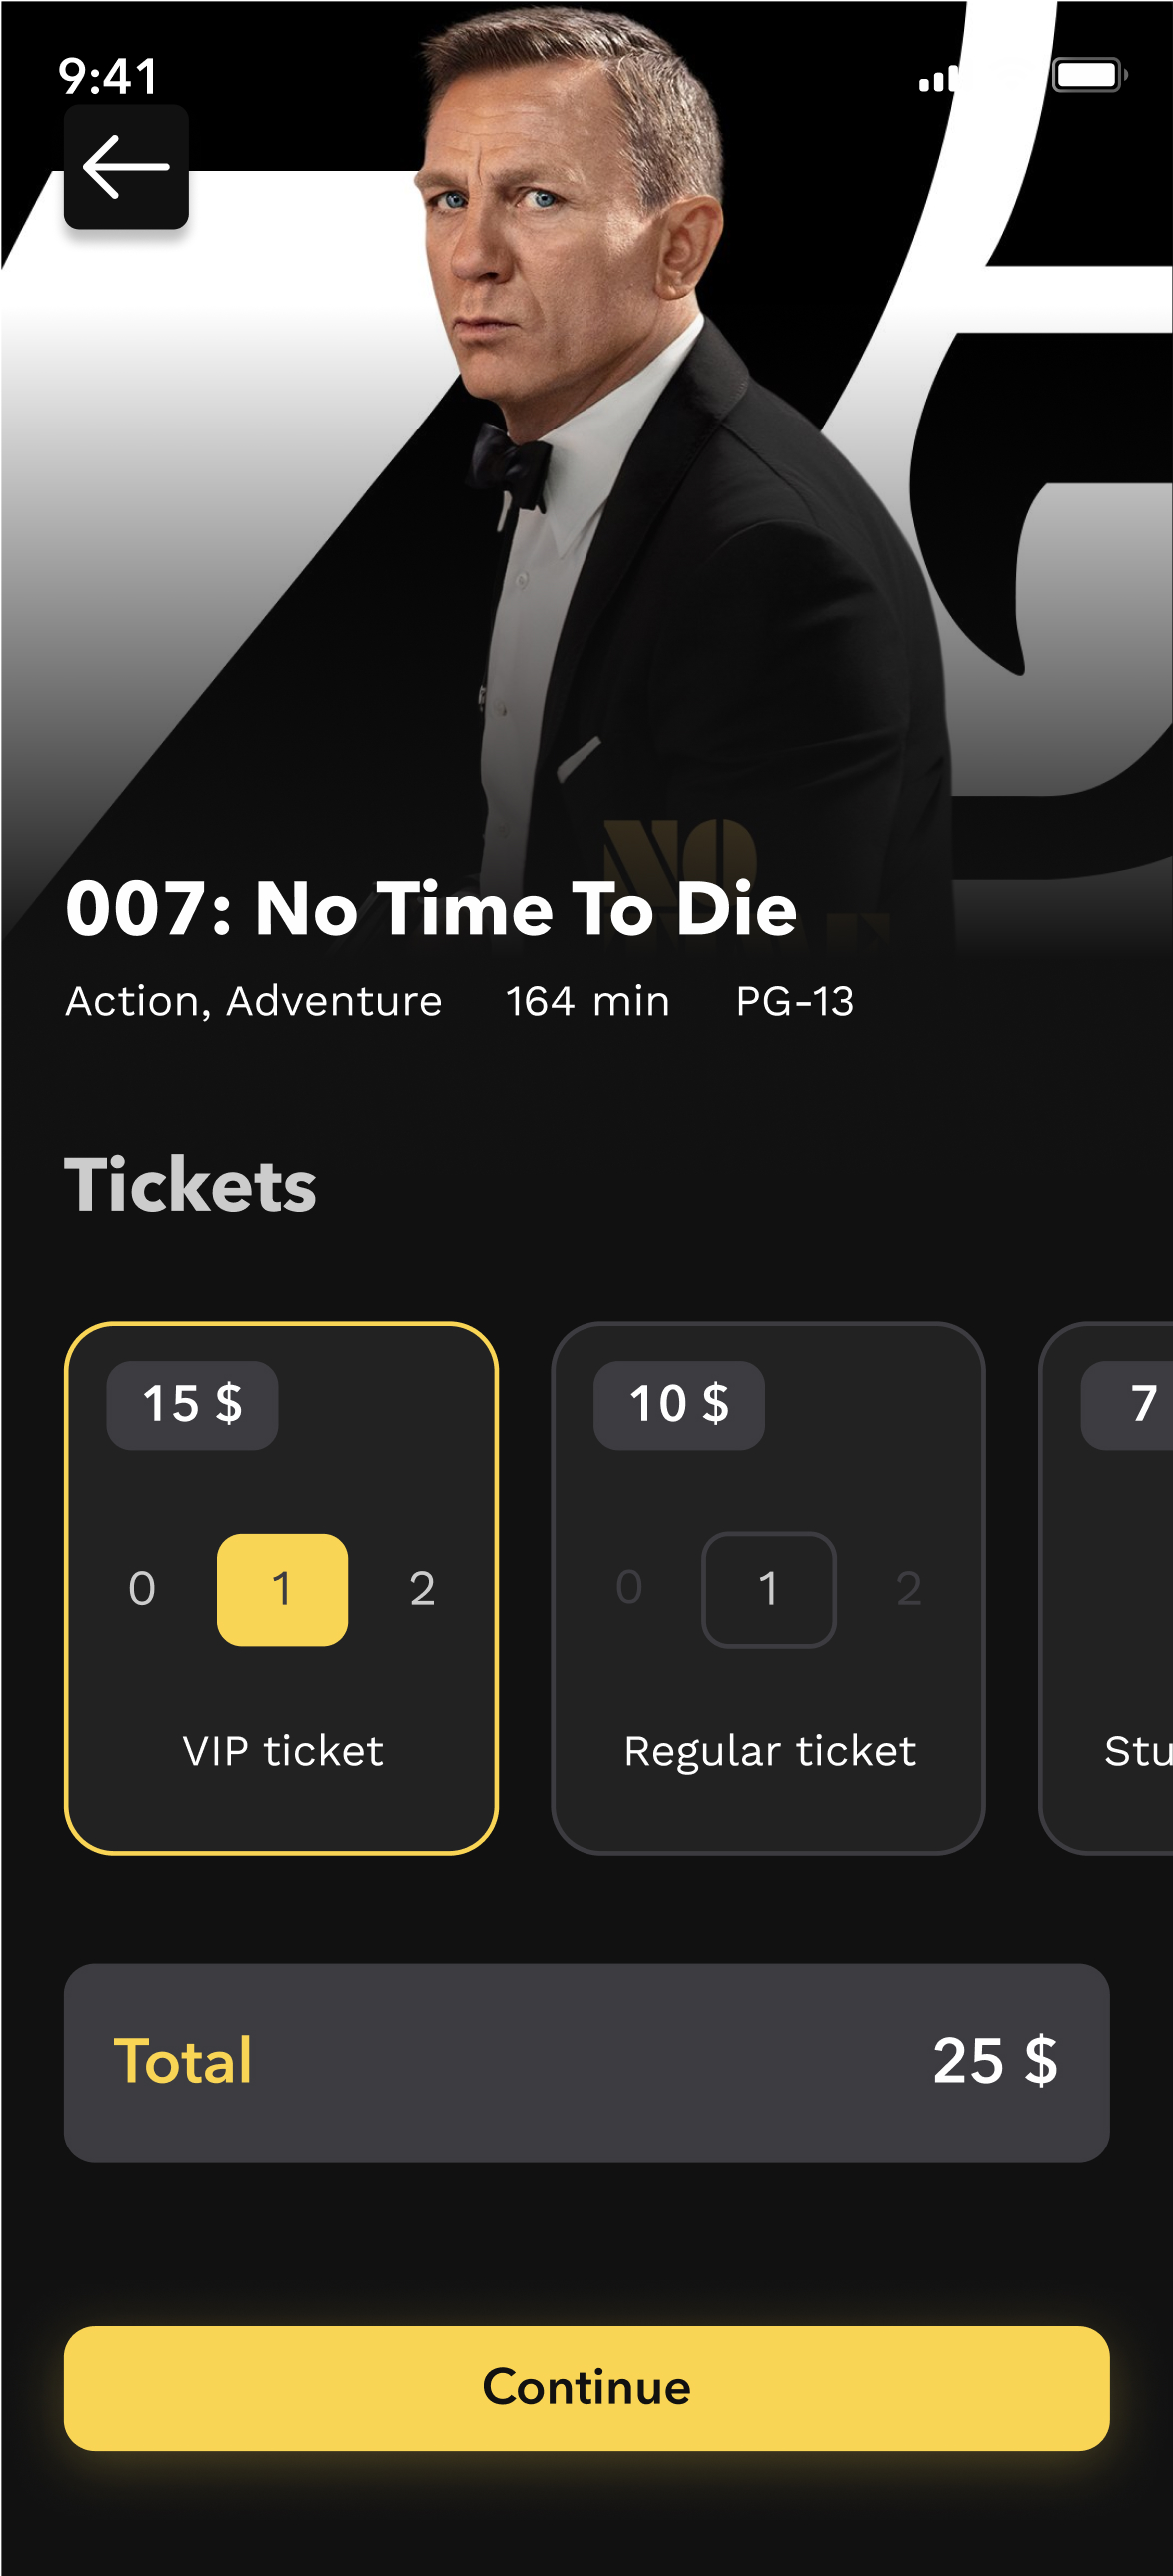 9:41
NO
007: No Time To Die
Action, Adventure 164 min PG-13
Tickets
15 $ 10 $ 7
0 1 2 0 1 2
VIP ticket Regular ticket Stu
Total 25 $
Continue